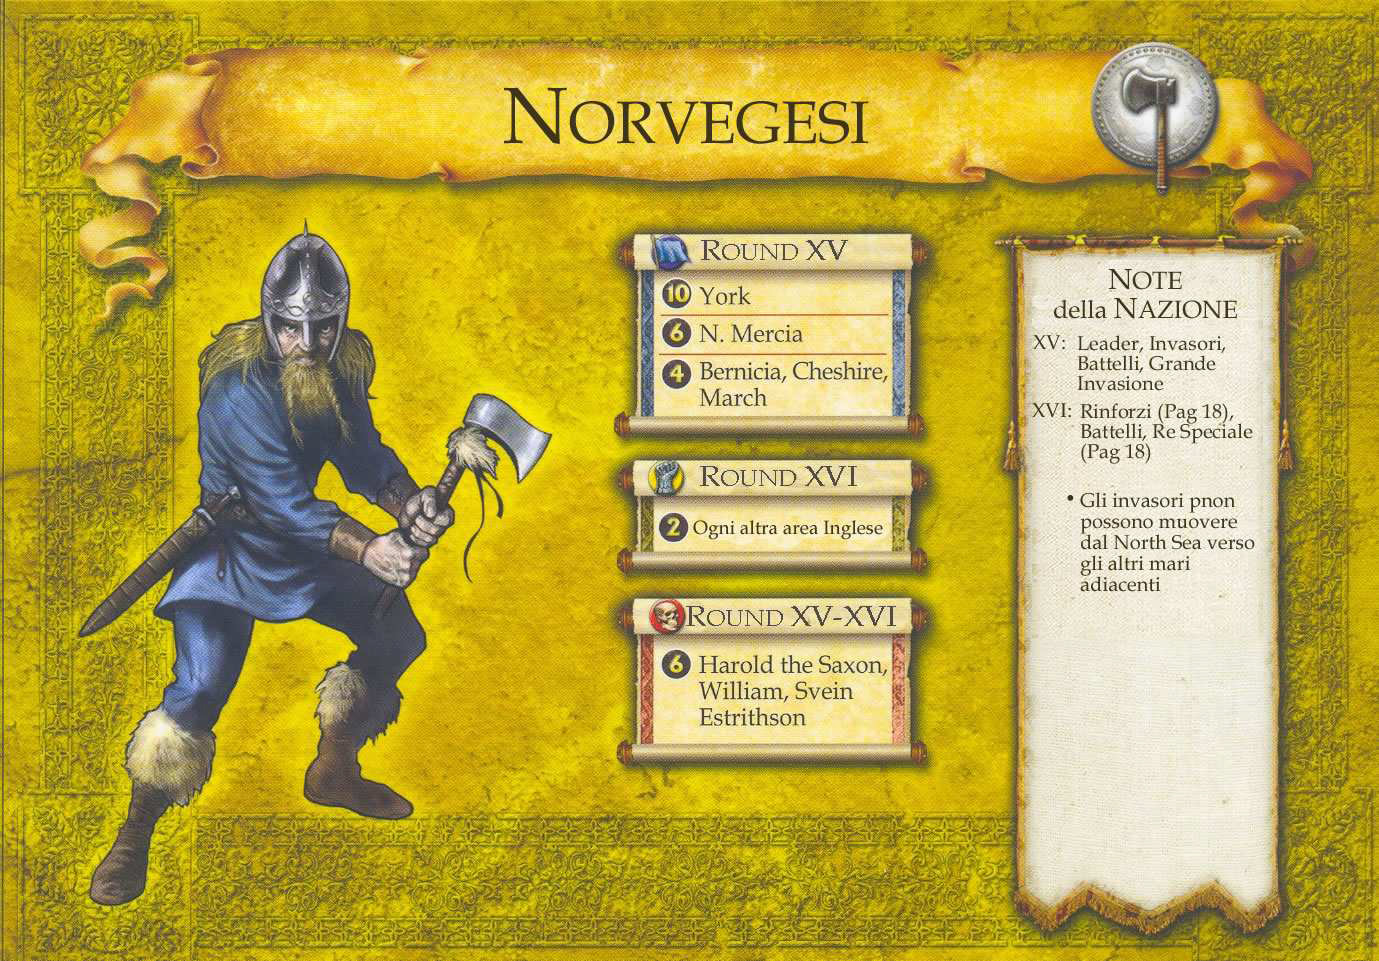 NORVEGESI
ROUND XV
10 York
6 N. Mercia
4 Bernicia, Cheshire,
March
ROUND XVI
2 Ogni altra area Inglese
ROUND XV-XVI
6 Harold the Saxon,
William, Svein
Estrithson
NOTE
della NAZIONE
XV: Leader, Invasori,
Battelli, Grande
Invasione
XVI: Rinforzi (Pag 18),
Battelli, Re Speciale
(Pag 18)
• Gli invasori pnon
possono muovere
dal North Sea verso
gli altri mari
adiacenti